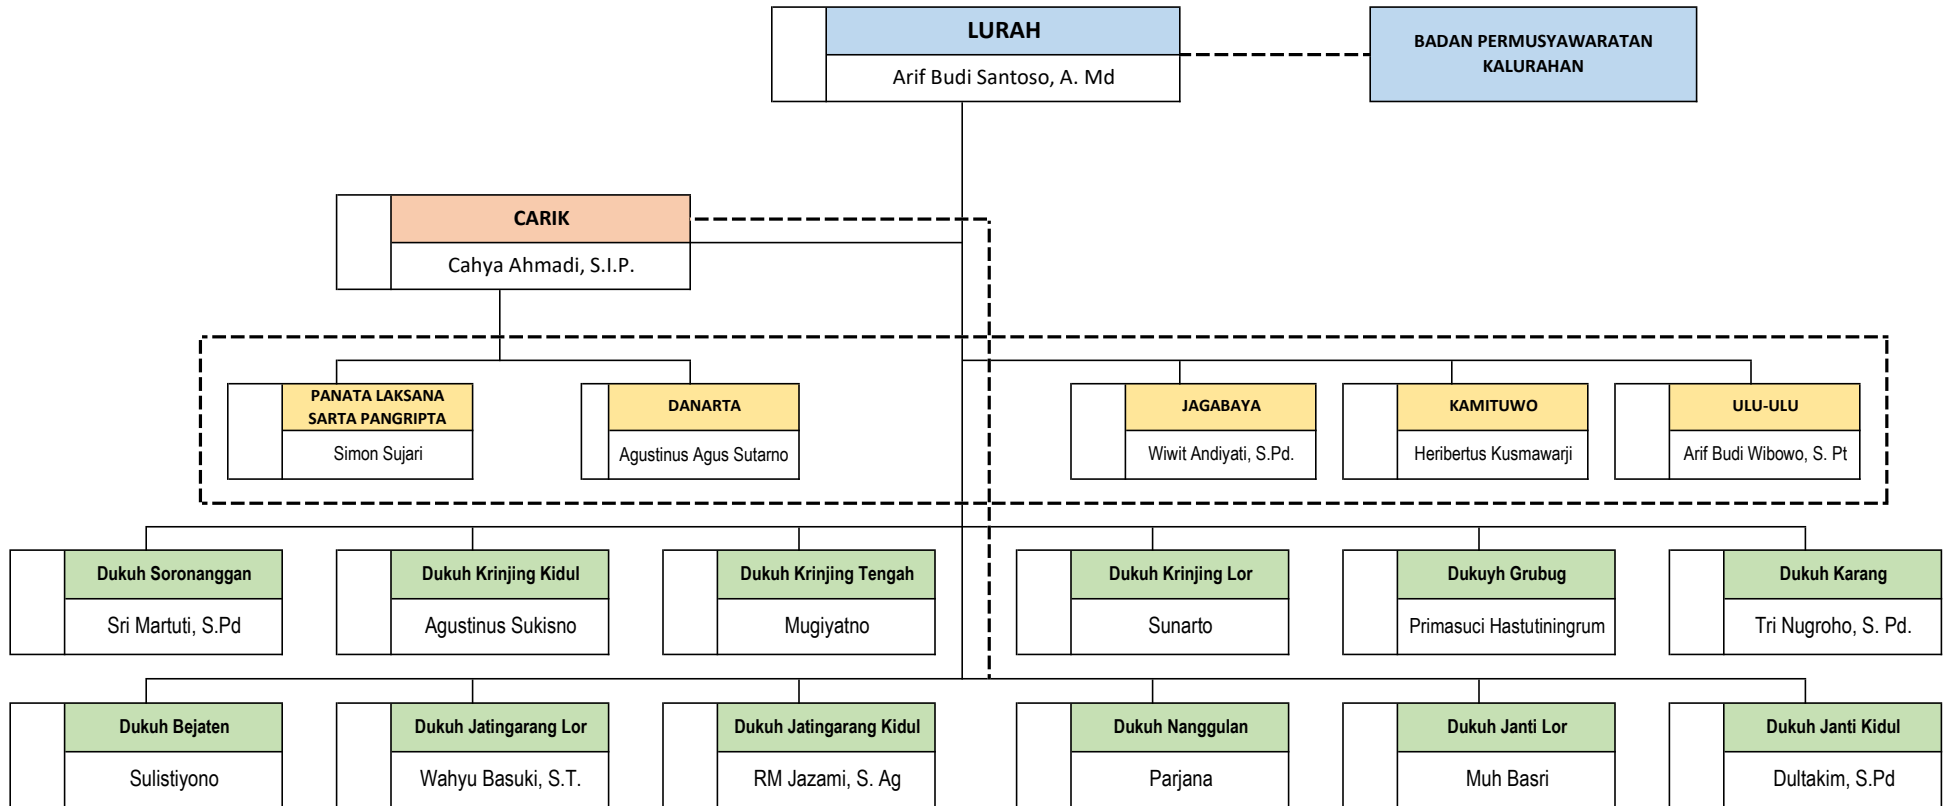 LURAH
Arif Budi Santoso, A. Md
BADAN PERMUSYAWARATAN
KALURAHAN
CARIK
Cahya Ahmadi, S.I.P.
PANATA LAKSANA
SARTA PANGRIPTA
Simon Sujari
DANARTA
Agustinus Agus Sutarno
JAGABAYA
Wiwit Andiyati, S.Pd.
KAMITUWO
Heribertus Kusmawarji
ULU-ULU
Arif Budi Wibowo, S. Pt
Dukuh Soronanggan
Sri Martuti, S.Pd
Dukuh Krinjing Kidul
Agustinus Sukisno
Dukuh Krinjing Tengah
Mugiyatno
Dukuh Krinjing Lor
Sunarto
Dukuyh Grubug
Primasuci Hastutiningrum
Dukuh Karang
Tri Nugroho, S. Pd.
Dukuh Bejaten
Sulistiyono
Dukuh Jatingarang Lor
Wahyu Basuki, S.T.
Dukuh Jatingarang Kidul
RM Jazami, S. Ag
Dukuh Nanggulan
Parjana
Dukuh Janti Lor
Muh Basri
Dukuh Janti Kidul
Dultakim, S.Pd